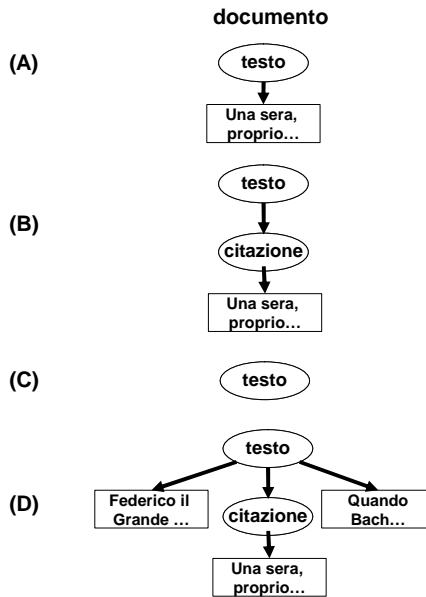 documento
(A)
testo
Una sera,
proprio…
(B)
testo
citazione
Una sera,
proprio…
(C)
testo
(D)
testo
Federico il
Grande …
citazione
Quando
Bach…
Una sera,
proprio…